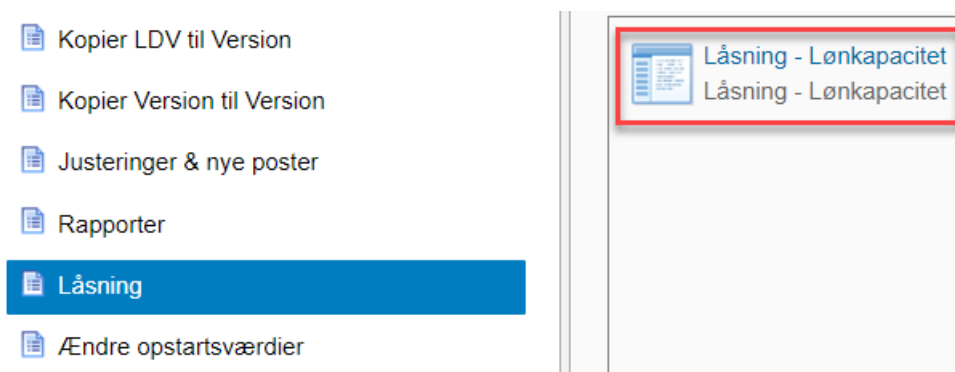 Kopier LDV til Version
Kopier Version til Version
Justeringer & nye poster
Rapporter
Låsning
Ændre opstartsværdier
Låsning - Lønkapacitet
Låsning - Lønkapacitet